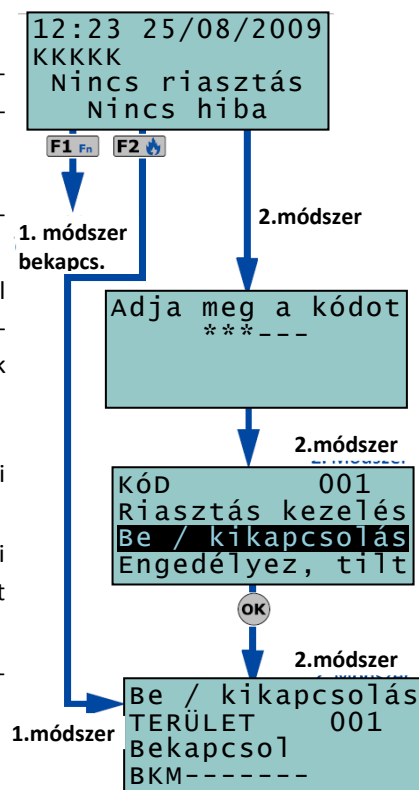 12:23 25/08/2009
KKKKK
Nincs riasztás
Nincs hiba
F1 Fn F2
1. módszer
bekapcs.
2.módszer
l
k
Adja meg a kódot
***---
2.módszer
i
KóD 001
Riasztás kezelés
Be / kikapcsolás
Engedélyez, tilt
i
t
OK
2.módszer
1.módszer
Be / kikapcsolás
TERÜLET 001
Bekapcsol
BKM-------